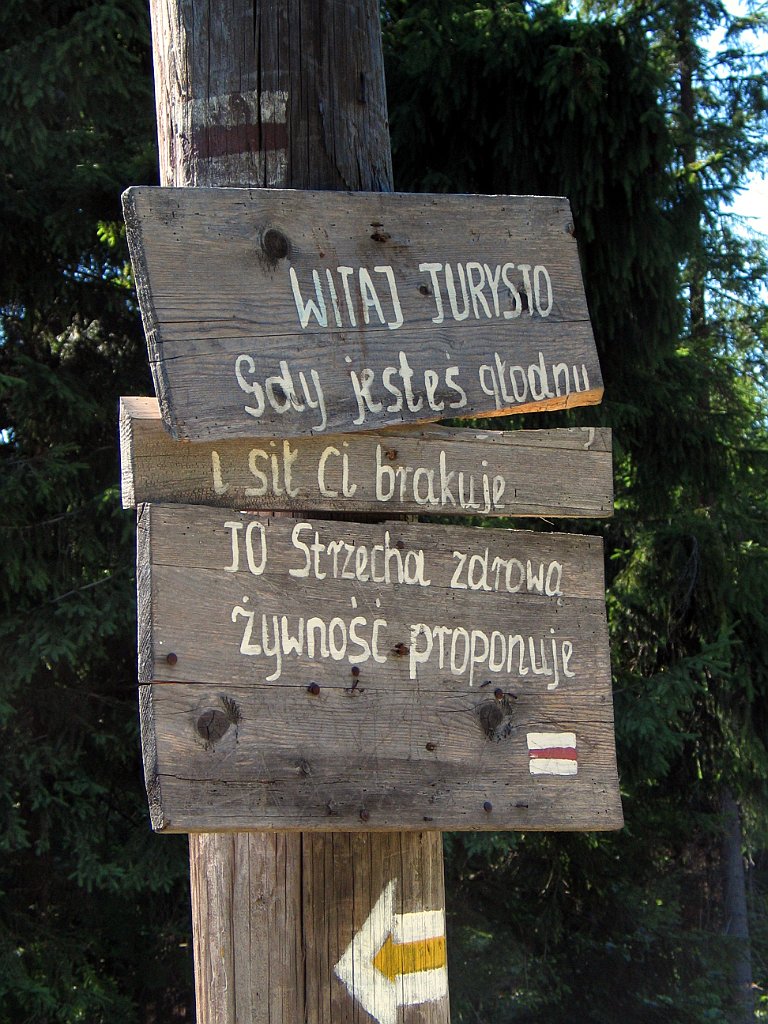 WITAJ TURYSTO
Gdy jesteś głodny
i sił Ci brakuje
TO Strzecha zdrową
żywność proponuje